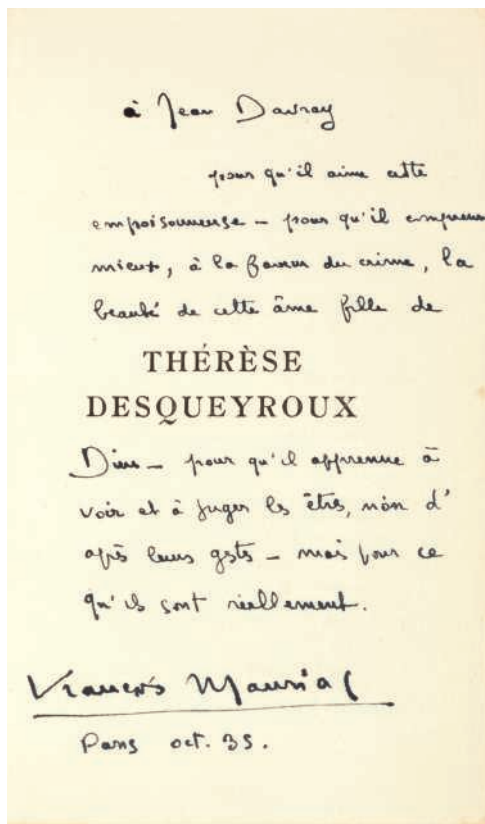 à Jean Davray
pour qu'il aime cette
empoisonneuse — pour qu'il comprenne
mieux, à la faveur du crime, la
beauté de cette âme fille de
THÉRÈSE
DESQUEYROUX
Dieu — pour qu'il apprenne à
voir et à juger les êtres, non d'
après leurs gestes — mais pour ce
qu'ils sont réellement.
François Mauriac
Paris oct. 35.